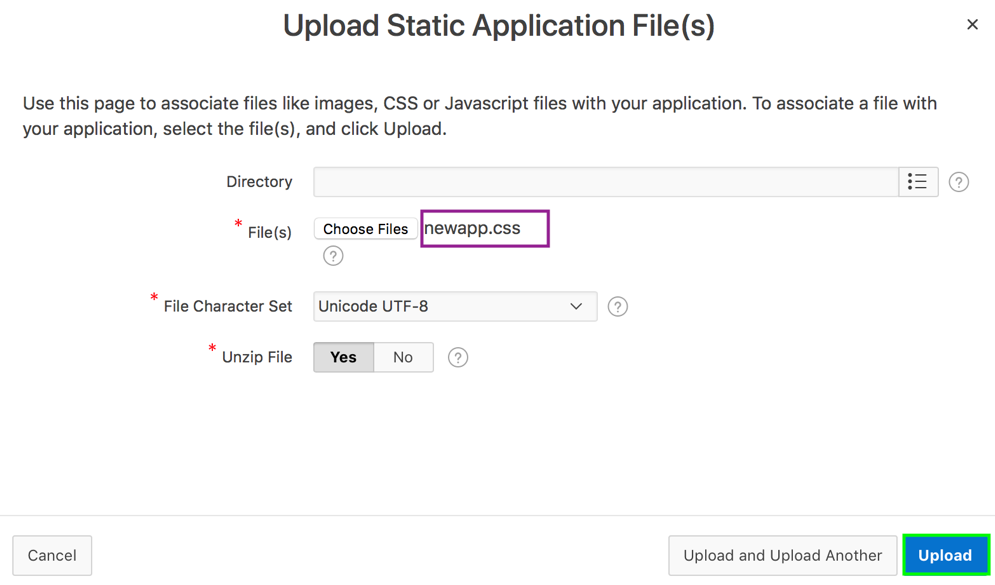 Upload Static Application File(s)
×
Use this page to associate files like images, CSS or Javascript files with your application. To associate a file with
your application, select the file(s), and click Upload.
Directory
?
* File(s) Choose Files newapp.css
?
* File Character Set Unicode UTF-8 ?
* Unzip File Yes No ?
Cancel Upload and Upload Another Upload